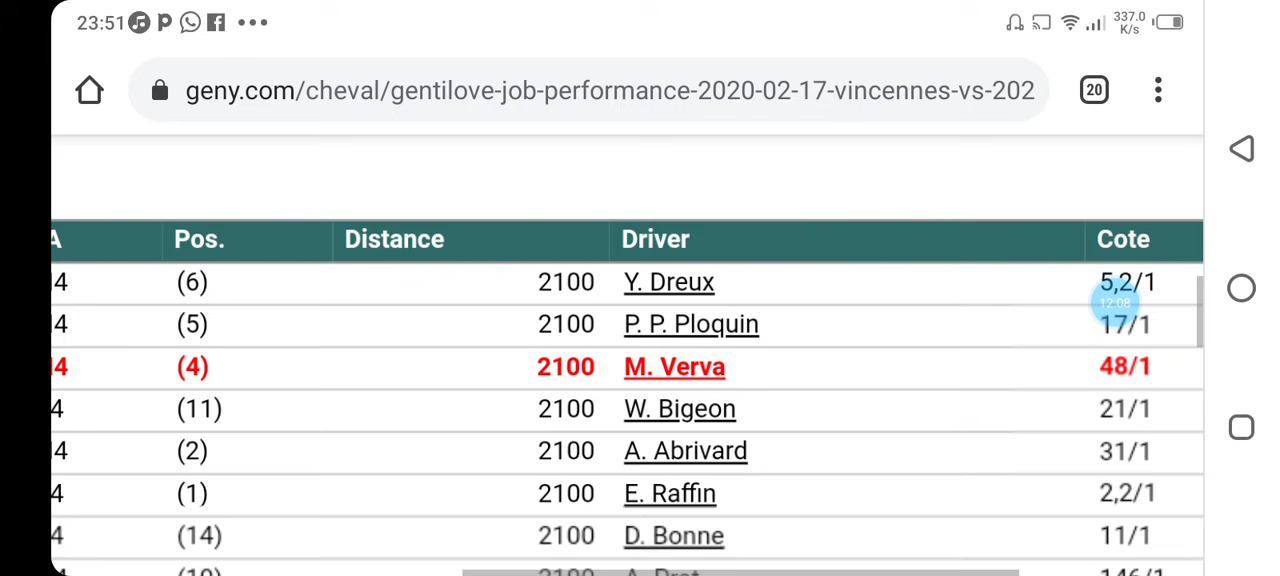 23:51 P f ••• 337.0 K/s
geny.com/cheval/gentilove-job-performance-2020-02-17-vincennes-vs-202 20
A Pos. Distance Driver Cote
4 (6) 2100 Y. Dreux 5,2/1
12:08
4 (5) 2100 P. P. Ploquin 17/1
4 (4) 2100 M. Verva 48/1
4 (11) 2100 W. Bigeon 21/1
4 (2) 2100 A. Abrivard 31/1
4 (1) 2100 E. Raffin 2,2/1
4 (14) 2100 D. Bonne 11/1